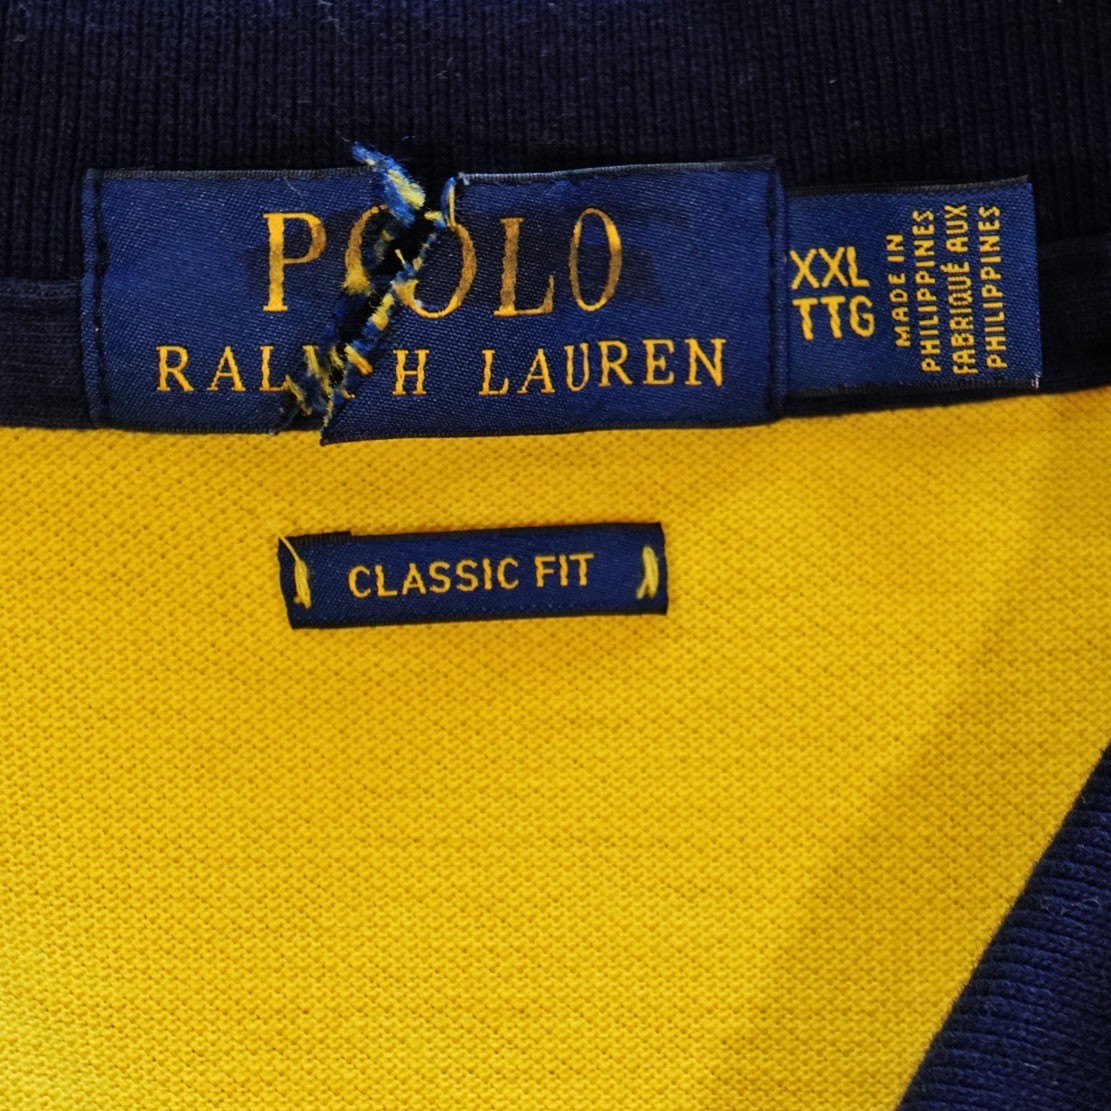 POLO
RALPH LAUREN
XXL
TTG
MADE IN
PHILIPPINES
FABRIQUÉ AUX
PHILIPPINES
CLASSIC FIT